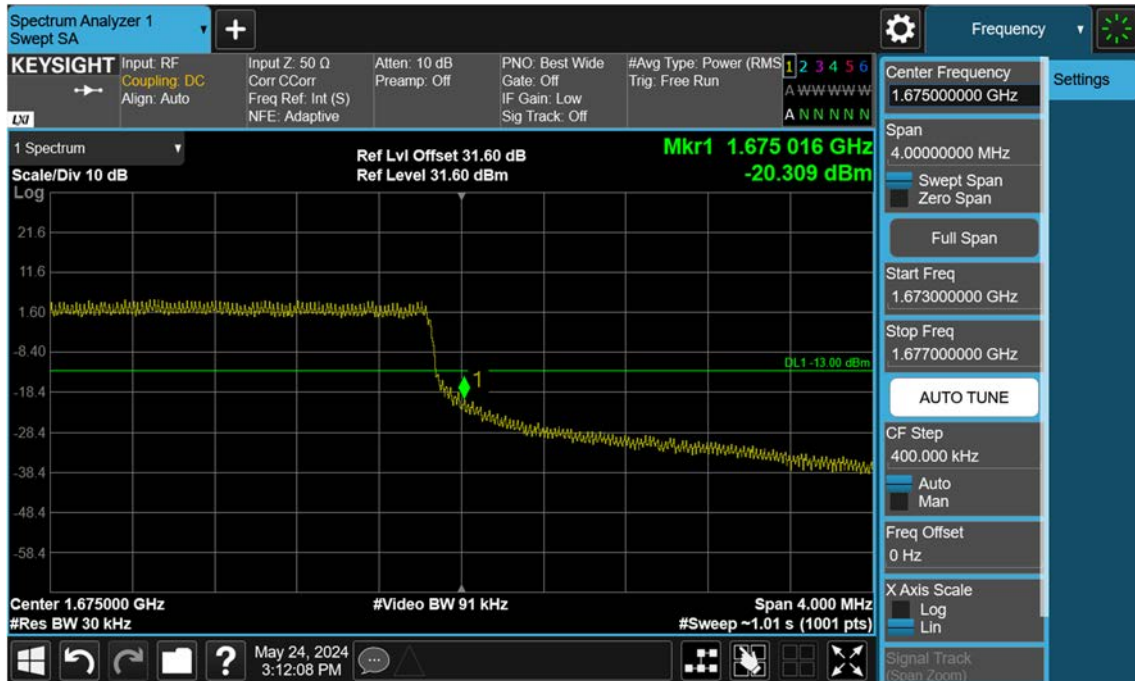 Spectrum Analyzer 1
Swept SA
Frequency
KEYSIGHT
LXI
Input: RF
Coupling: DC
Align: Auto
Input Z: 50 Ω
Corr CCorr
Freq Ref: Int (S)
NFE: Adaptive
Atten: 10 dB
Preamp: Off
PNO: Best Wide
Gate: Off
IF Gain: Low
Sig Track: Off
#Avg Type: Power (RMS
Trig: Free Run
1 2 3 4 5 6
A W W W W W
A N N N N N
1 Spectrum
Scale/Div 10 dB
Ref Lvl Offset 31.60 dB
Ref Level 31.60 dBm
Mkr1 1.675 016 GHz
-20.309 dBm
Log
21.6
11.6
1.60
-8.40
-18.4
-28.4
-38.4
-48.4
-58.4
DL1 -13.00 dBm
1
Center 1.675000 GHz
#Res BW 30 kHz
#Video BW 91 kHz
Span 4.000 MHz
#Sweep ~1.01 s (1001 pts)
Center Frequency
1.675000000 GHz
Span
4.00000000 MHz
Swept Span
Zero Span
Full Span
Start Freq
1.673000000 GHz
Stop Freq
1.677000000 GHz
AUTO TUNE
CF Step
400.000 kHz
Auto
Man
Freq Offset
0 Hz
X Axis Scale
Log
Lin
Signal Track
(Span Zoom)
Settings
?
May 24, 2024
3:12:08 PM